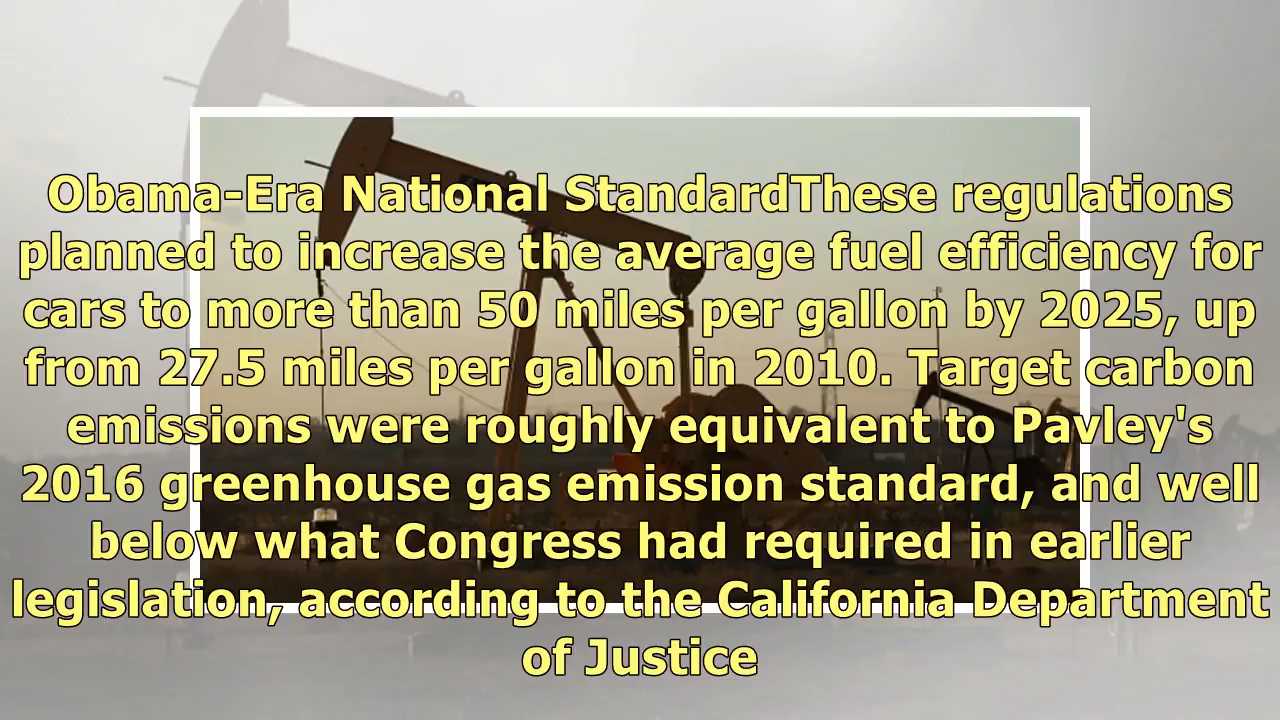 Obama-Era National StandardThese regulations
planned to increase the average fuel efficiency for
cars to more than 50 miles per gallon by 2025, up
from 27.5 miles per gallon in 2010. Target carbon
emissions were roughly equivalent to Pavley's
2016 greenhouse gas emission standard, and well
below what Congress had required in earlier
legislation, according to the California Department
of Justice